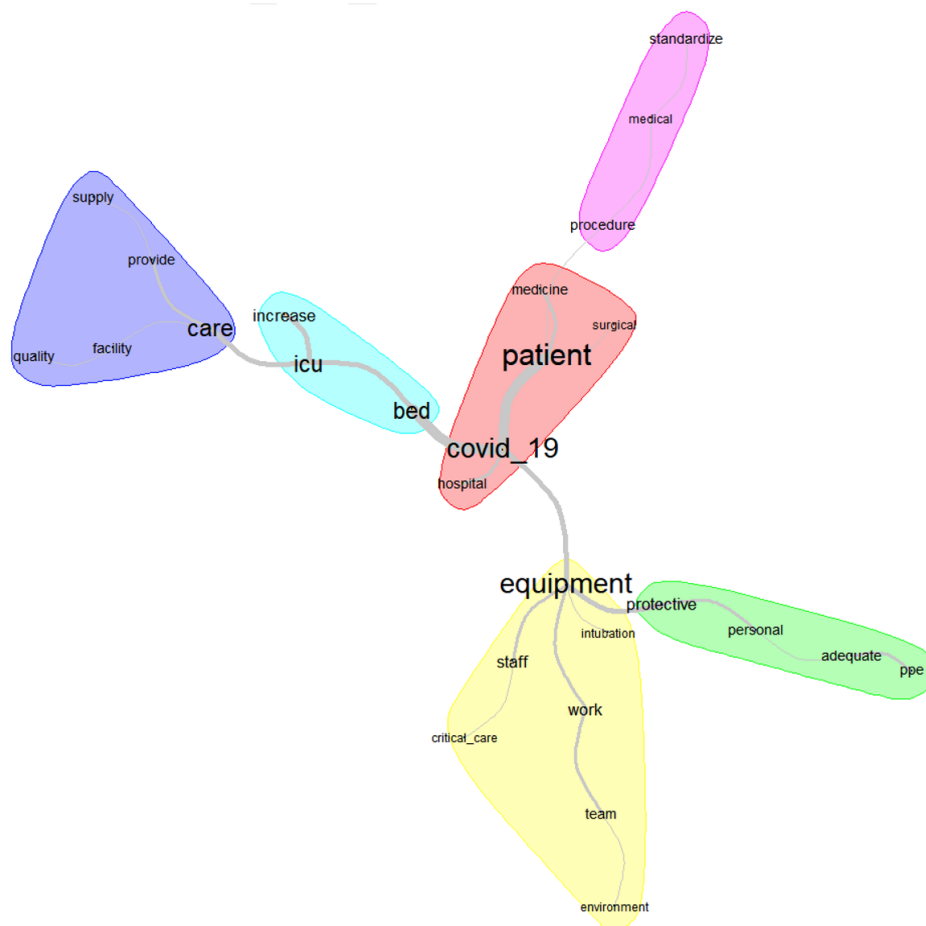 standardize
medical
supply
procedure
provide
medicine
increase
surgical
care
facility
quality
patient
icu
bed
covid_19
hospital
equipment
protective
personal
intubation
adequate
staff
ppe
work
critical_care
team
environment